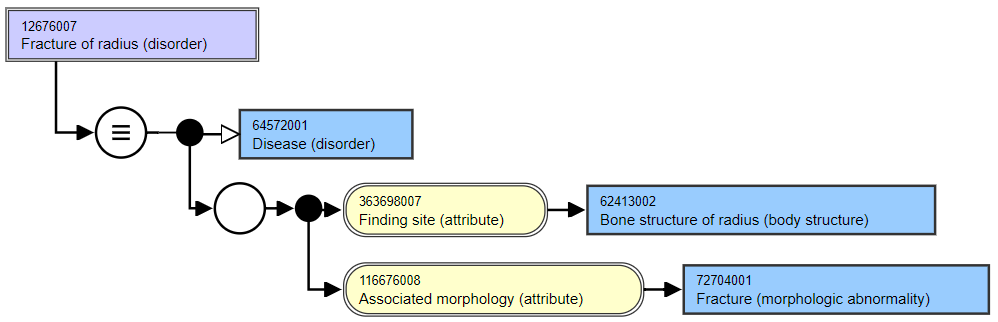 12676007
Fracture of radius (disorder)
≡
64572001
Disease (disorder)
363698007
Finding site (attribute)
62413002
Bone structure of radius (body structure)
116676008
Associated morphology (attribute)
72704001
Fracture (morphologic abnormality)